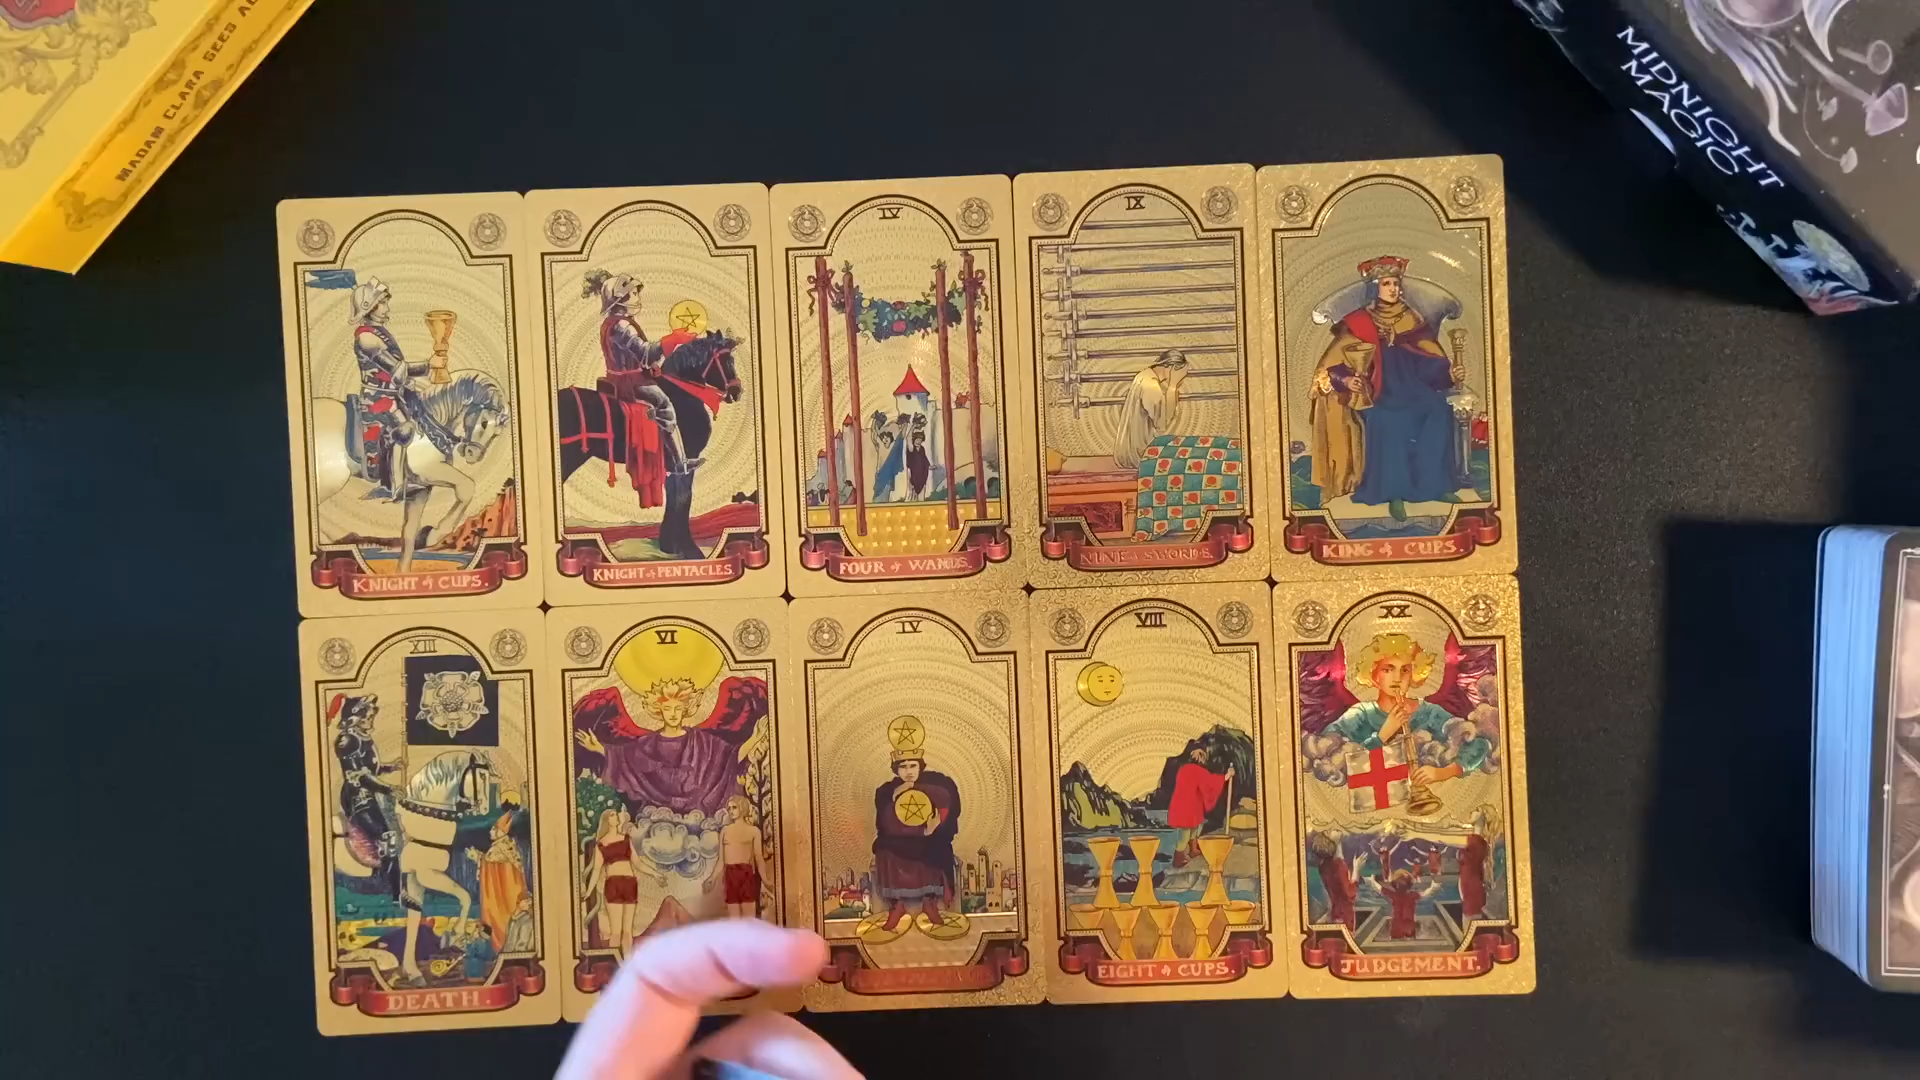 MADAM CLARA SEES AL
MIDNIGHT
MAGIC
IV
IX
KNIGHT of CUPS.
KNIGHT of PENTACLES.
FOUR of WANDS.
NINE of SWORDS.
KING of CUPS.
XIII
VI
IV
VIII
XX
DEATH.
EIGHT of CUPS.
JUDGEMENT.